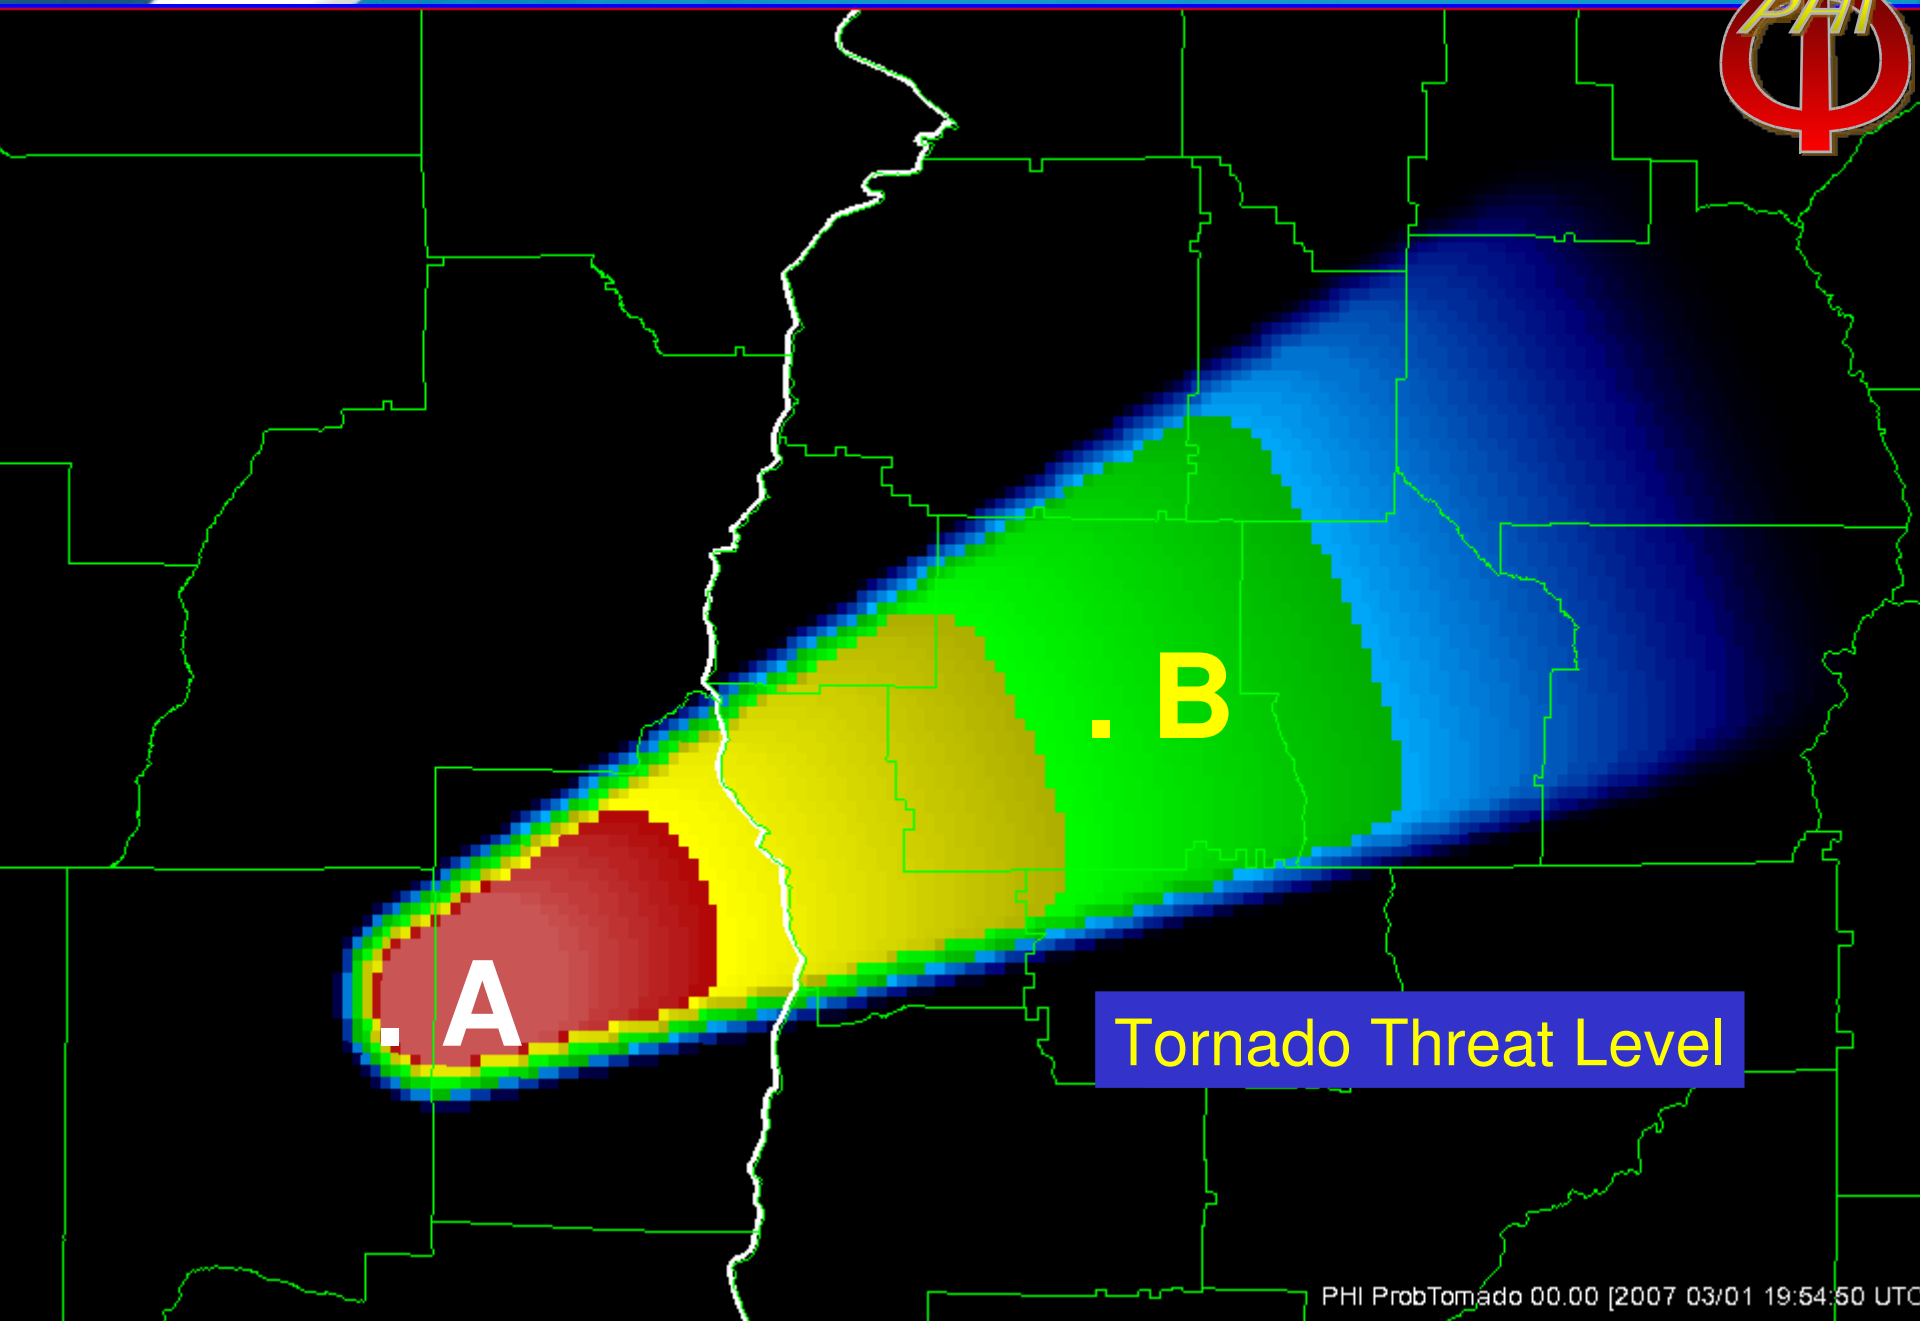 PHI
. B
. A
Tornado Threat Level
PHI ProbTornado 00.00 [2007 03/01 19:54:50 UTC